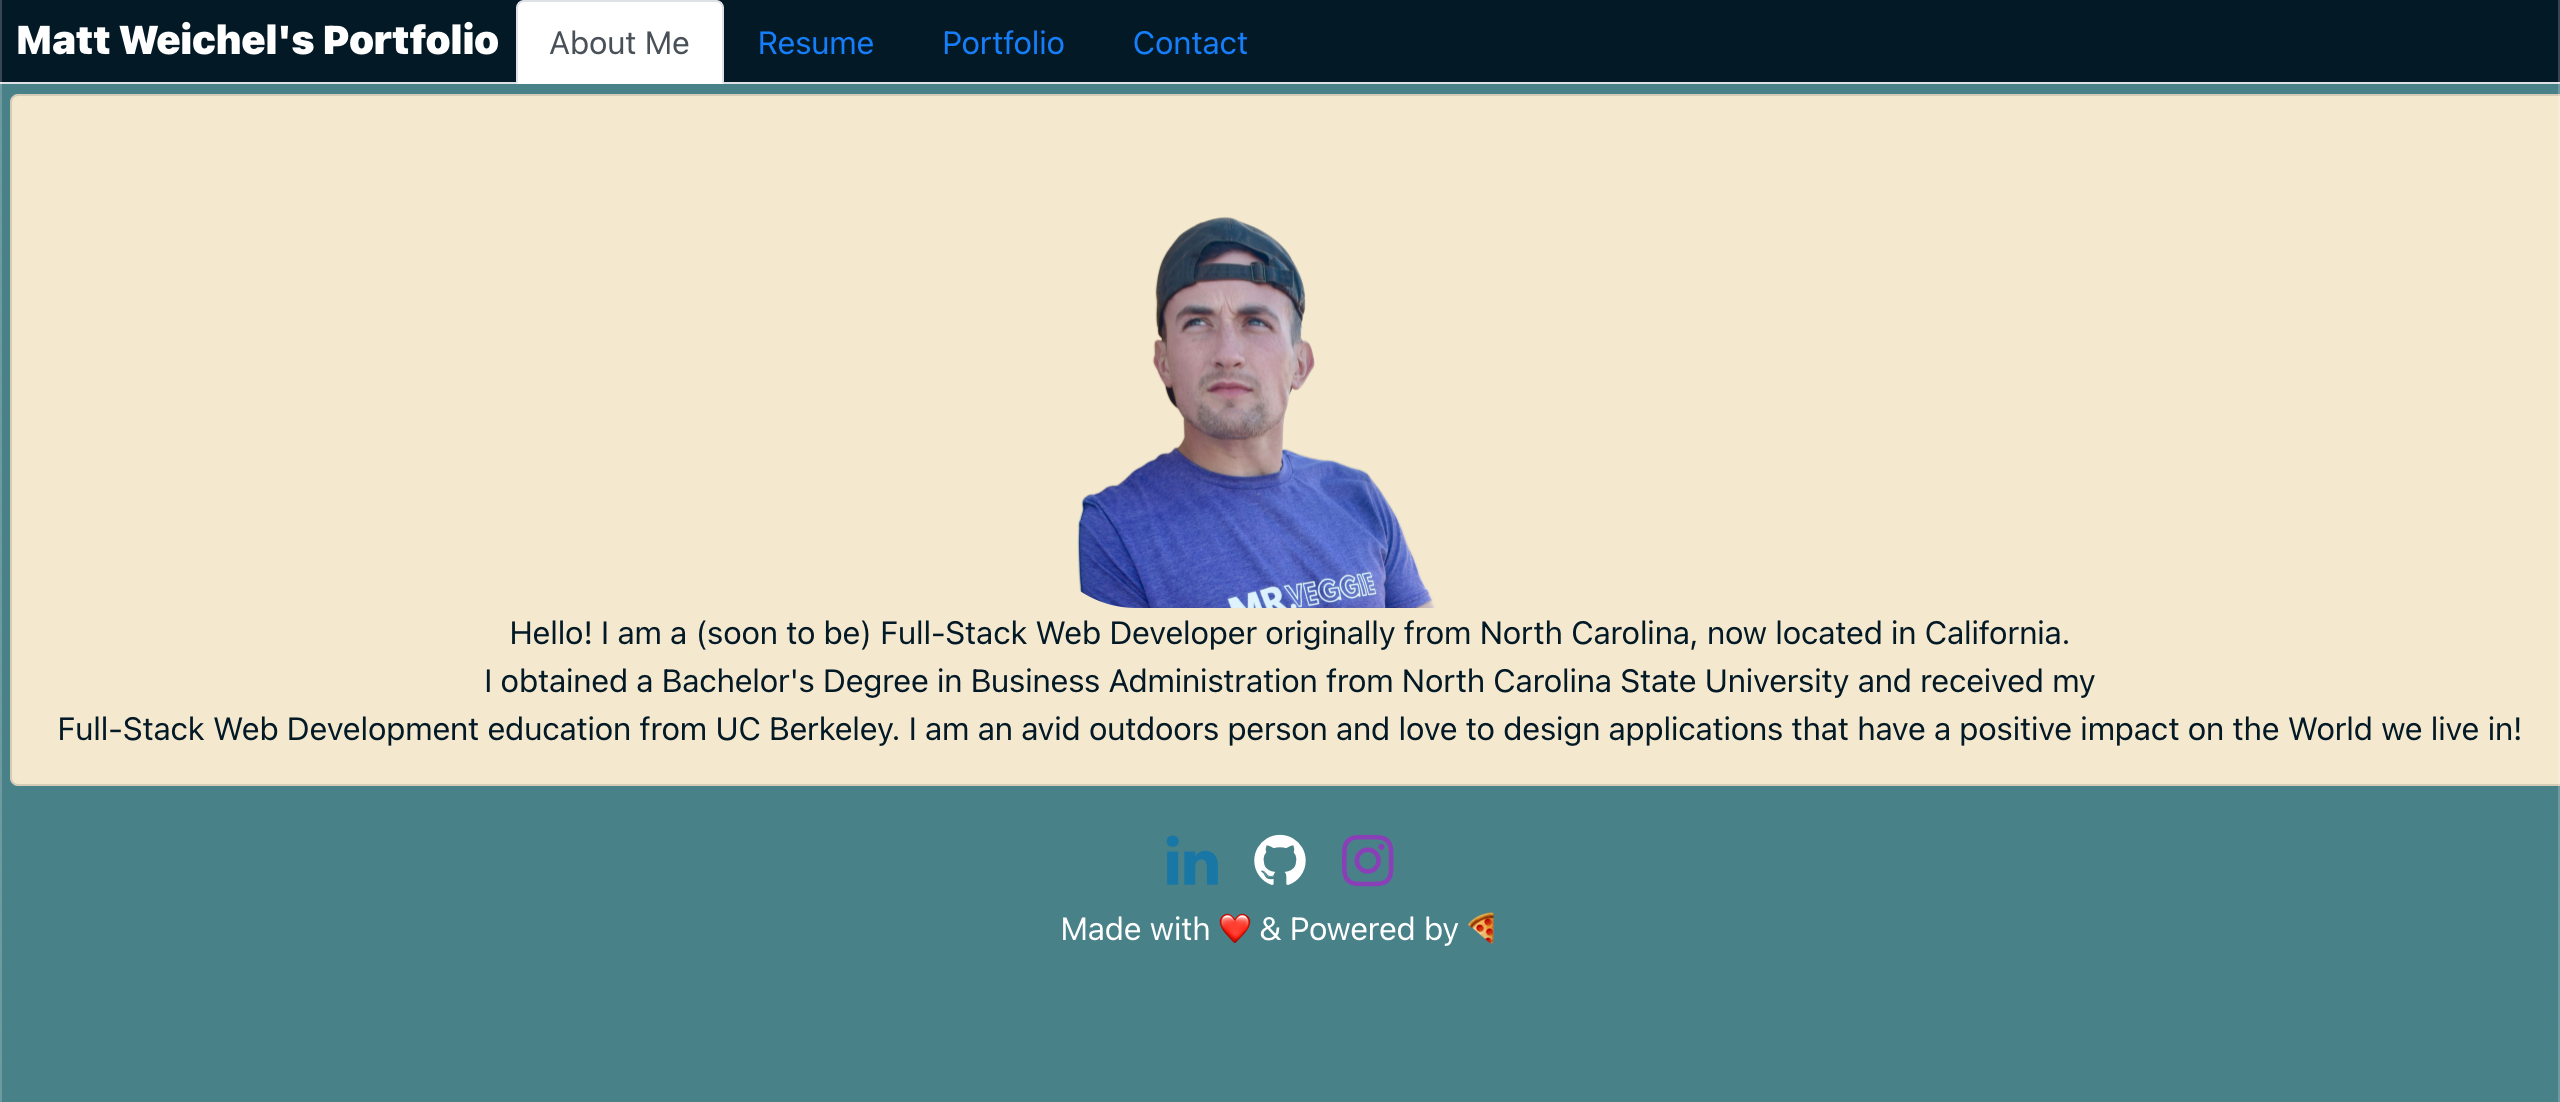 Matt Weichel's Portfolio About Me Resume Portfolio Contact
MR.VEGGIE
Hello! I am a (soon to be) Full-Stack Web Developer originally from North Carolina, now located in California.
I obtained a Bachelor's Degree in Business Administration from North Carolina State University and received my
Full-Stack Web Development education from UC Berkeley. I am an avid outdoors person and love to design applications that have a positive impact on the World we live in!
in
Made with ❤️ & Powered by 🍕